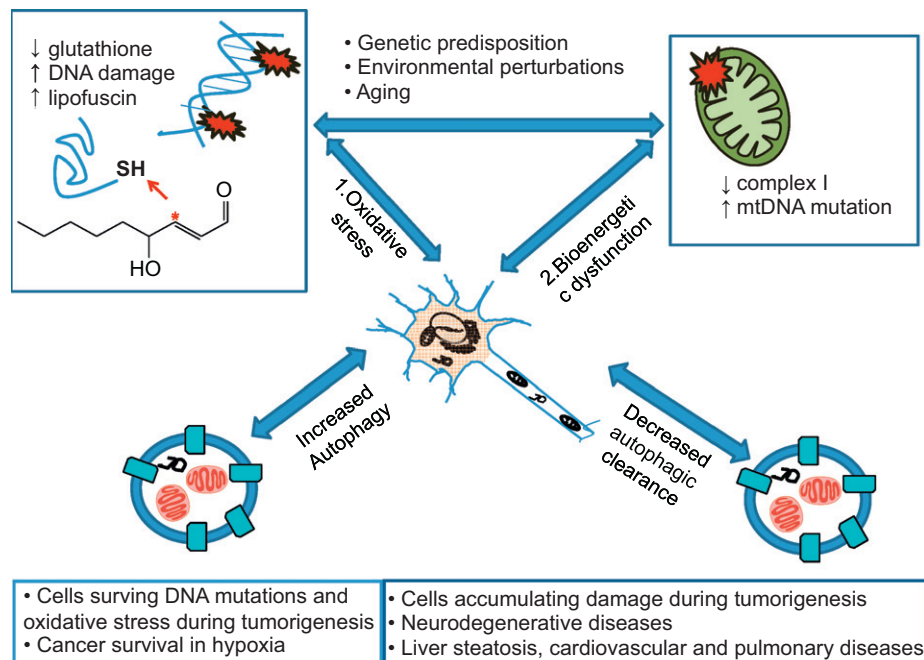 ↓ glutathione
↑ DNA damage
↑ lipofuscin
SH
O
*
HO
• Genetic predisposition
• Environmental perturbations
• Aging
↓ complex I
↑ mtDNA mutation
1.Oxidative
stress
2.Bioenergeti
c dysfunction
Increased
Autophagy
Decreased
autophagic
clearance
• Cells surving DNA mutations and
oxidative stress during tumorigenesis
• Cancer survival in hypoxia
• Cells accumulating damage during tumorigenesis
• Neurodegenerative diseases
• Liver steatosis, cardiovascular and pulmonary diseases